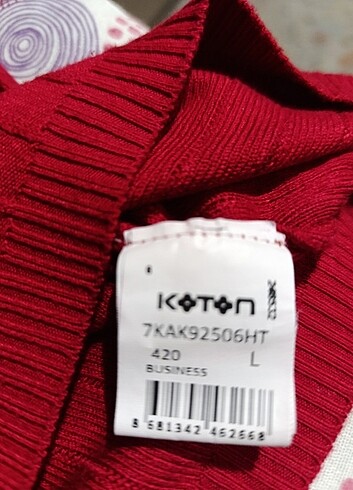 KOTON
7KAK92506HT
420 L
BUSINESS
8 681342 462668